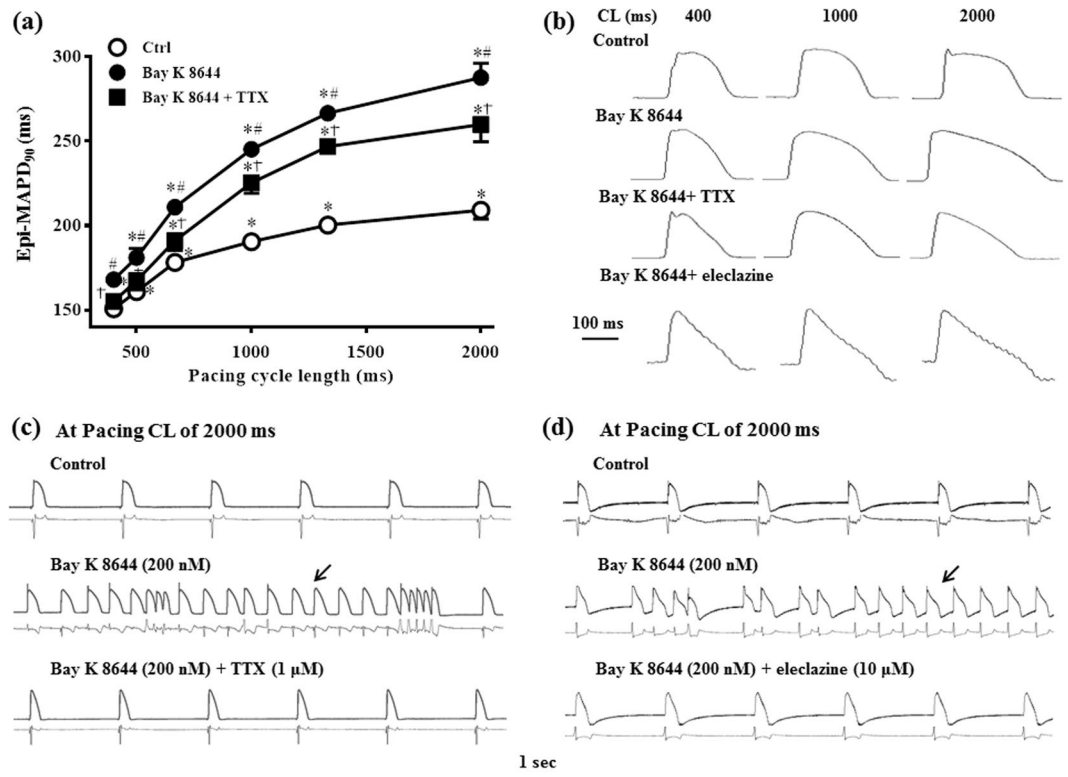 (a)
Ctrl
Bay K 8644
Bay K 8644 + TTX
Epi-MAPD90 (ms)
300
250
200
150
*#
*#
*#
*#
*†
*#
*†
*†
*
#
*†
*
*
†
*
†
*
*
*
500 1000 1500 2000
Pacing cycle length (ms)
(b)
CL (ms) 400 1000 2000
Control
Bay K 8644
Bay K 8644+ TTX
Bay K 8644+ eleclazine
100 ms
(c) At Pacing CL of 2000 ms
Control
Bay K 8644 (200 nM)
Bay K 8644 (200 nM) + TTX (1 μM)
(d) At Pacing CL of 2000 ms
Control
Bay K 8644 (200 nM)
Bay K 8644 (200 nM) + eleclazine (10 μM)
1 sec